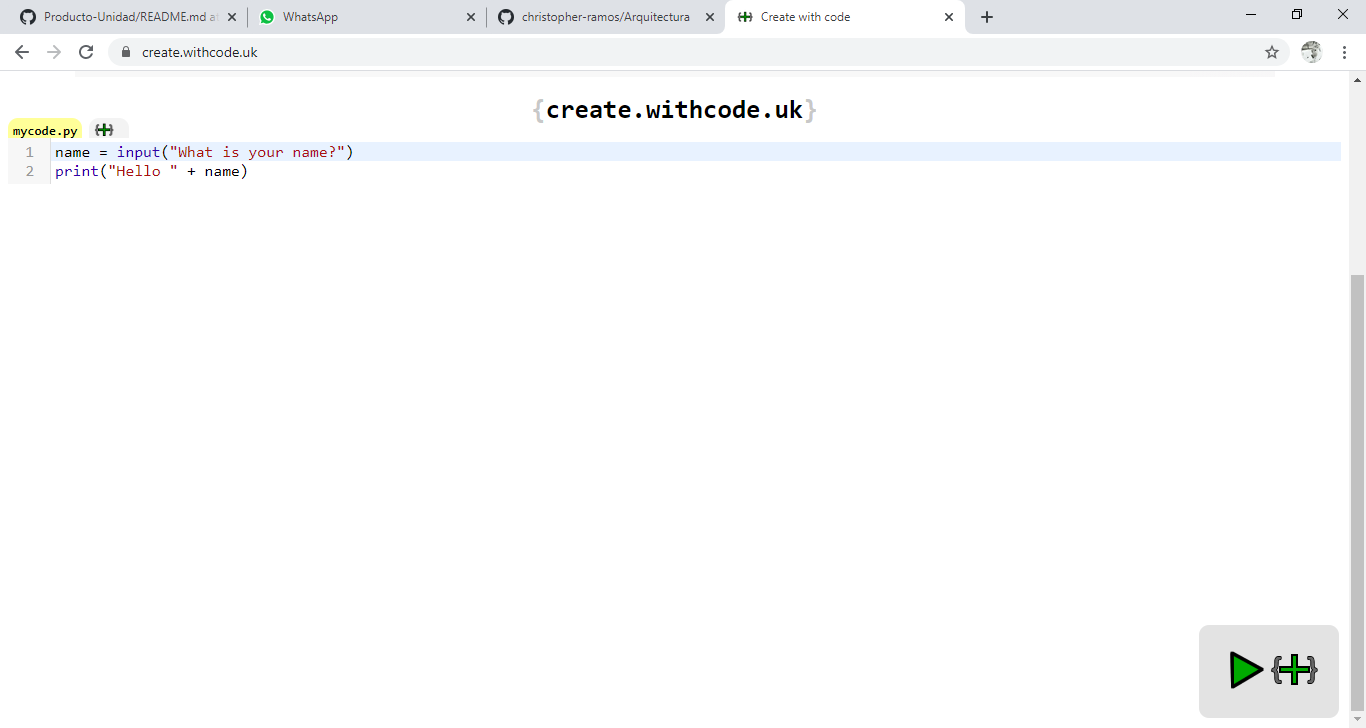 Producto-Unidad/README.md at
WhatsApp
christopher-ramos/Arquitectura
Create with code
create.withcode.uk
{create.withcode.uk}
mycode.py
1 name = input("What is your name?")
2 print("Hello " + name)